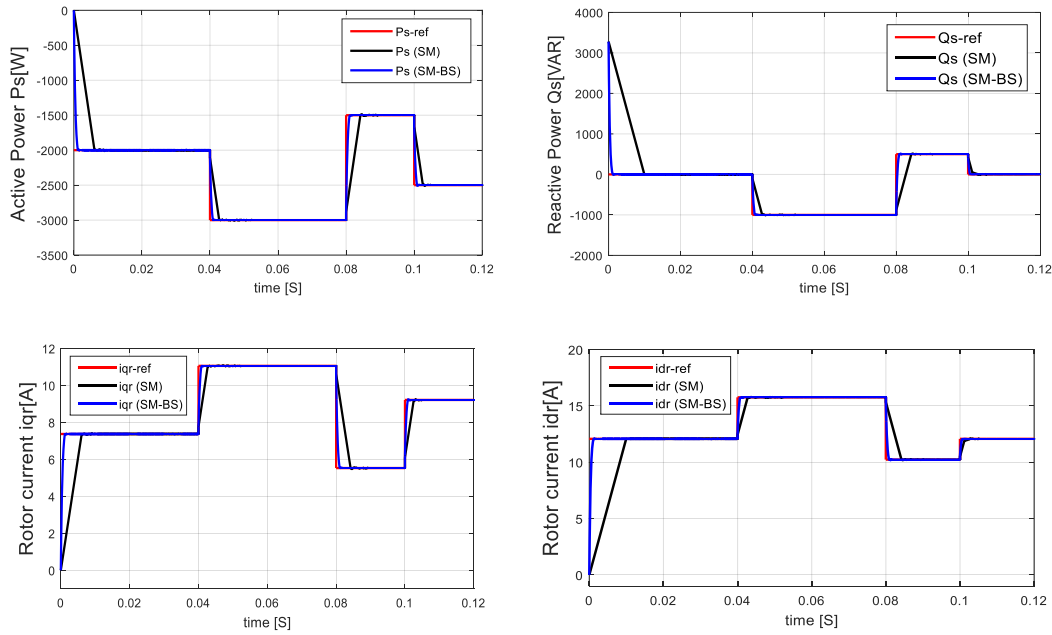 Active Power Ps[W]
0
-500
-1000
-1500
-2000
-2500
-3000
-3500
Ps-ref
Ps (SM)
Ps (SM-BS)
0 0.02 0.04 0.06 0.08 0.1 0.12
time [S]
Reactive Power Qs[VAR]
4000
3000
2000
1000
0
-1000
-2000
Qs-ref
Qs (SM)
Qs (SM-BS)
0 0.02 0.04 0.06 0.08 0.1 0.12
time [S]
Rotor current iqr[A]
12
10
8
6
4
2
0
iqr-ref
iqr (SM)
iqr (SM-BS)
0 0.02 0.04 0.06 0.08 0.1 0.12
time [S]
Rotor current idr[A]
20
15
10
5
0
idr-ref
idr (SM)
idr (SM-BS)
0 0.02 0.04 0.06 0.08 0.1 0.12
time [S]